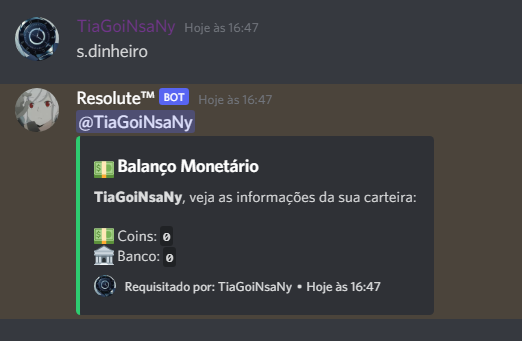 TiaGoiNsaNy Hoje às 16:47
s.dinheiro
Resolute™ BOT Hoje às 16:47
@TiaGoiNsaNy
Balanço Monetário
TiaGoiNsaNy, veja as informações da sua carteira:
Coins: 0
Banco: 0
Requisitado por: TiaGoiNsaNy • Hoje às 16:47